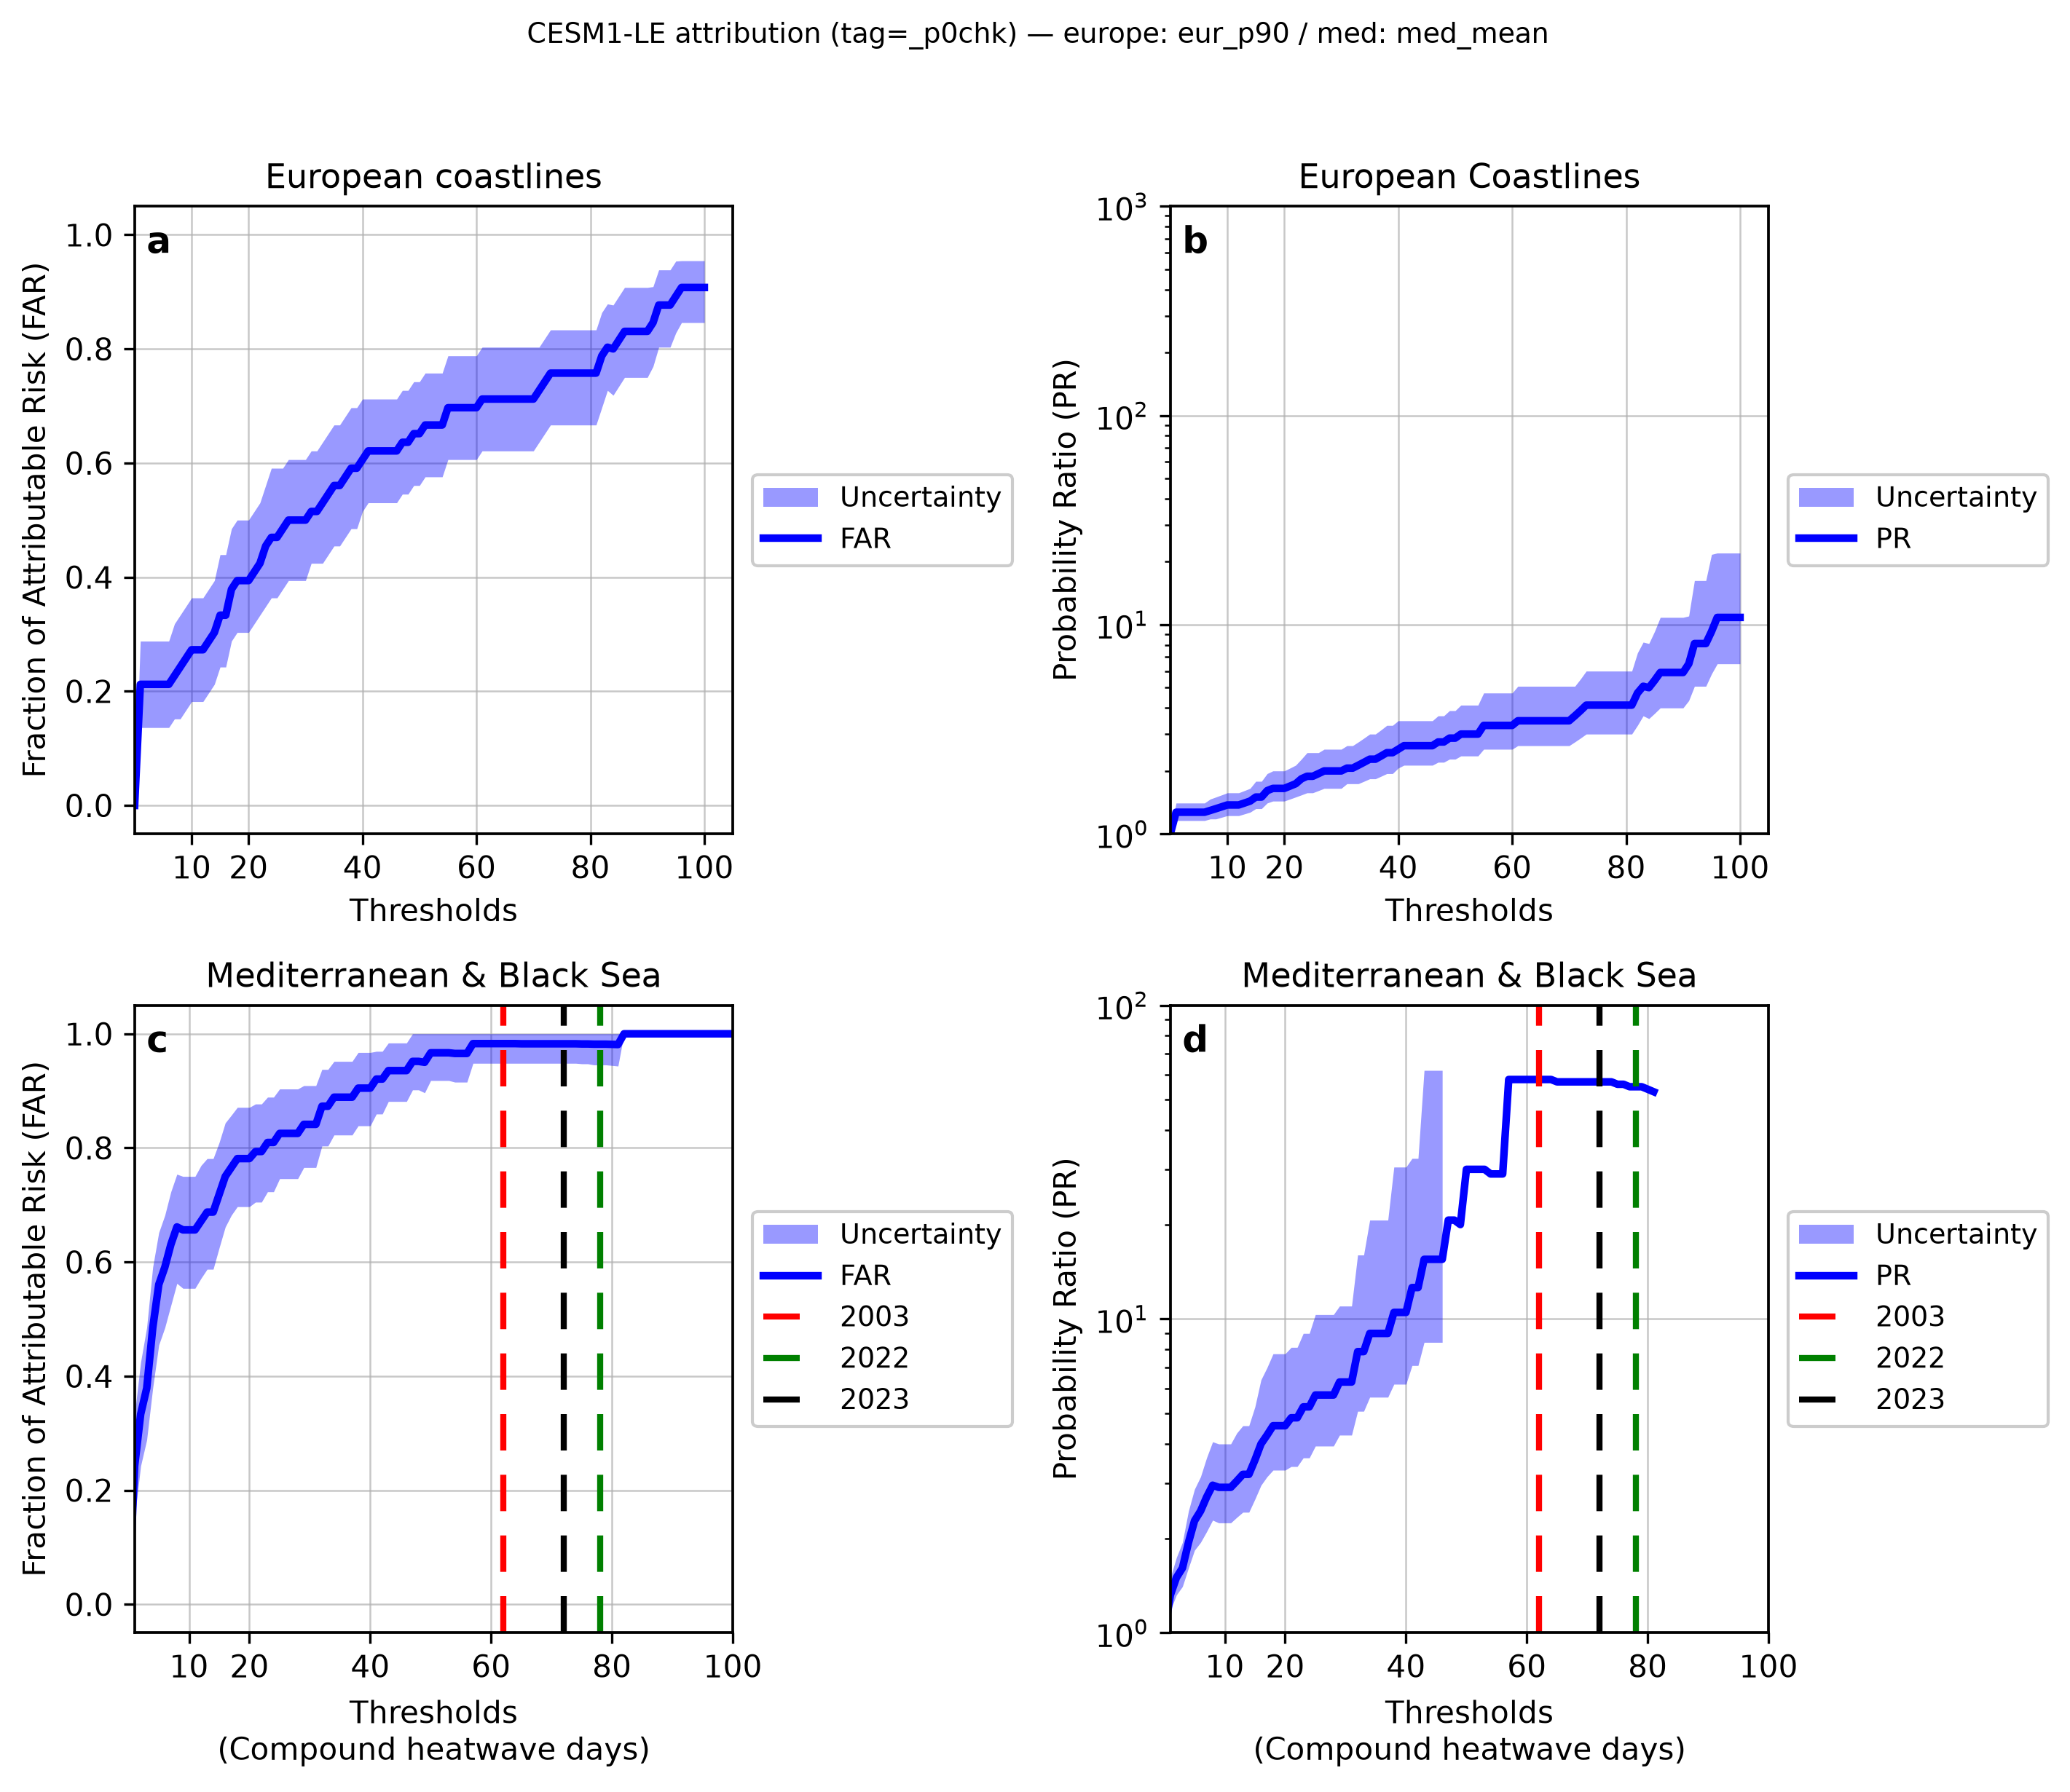 CESM1-LE attribution (tag=_p0chk) — europe: eur_p90 / med: med_mean
European coastlines
a
Fraction of Attributable Risk (FAR)
1.0
0.8
0.6
0.4
0.2
0.0
10 20 40 60 80 100
Thresholds
Uncertainty
FAR
European Coastlines
b
Probability Ratio (PR)
10³
10²
10¹
10⁰
10 20 40 60 80 100
Thresholds
Uncertainty
PR
Mediterranean & Black Sea
c
Fraction of Attributable Risk (FAR)
1.0
0.8
0.6
0.4
0.2
0.0
10 20 40 60 80 100
Thresholds
(Compound heatwave days)
Uncertainty
FAR
2003
2022
2023
Mediterranean & Black Sea
d
Probability Ratio (PR)
10²
10¹
10⁰
10 20 40 60 80 100
Thresholds
(Compound heatwave days)
Uncertainty
PR
2003
2022
2023